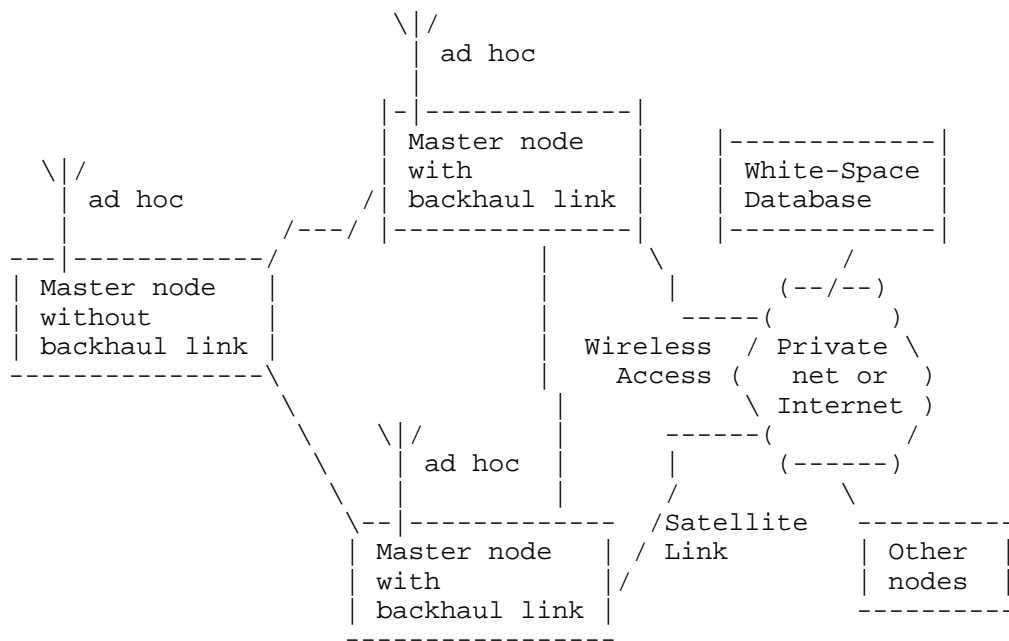 ad hoc
Master node
with
backhaul link
White-Space
Database
ad hoc
Master node
without
backhaul link
Wireless
Access
Private
net or
Internet
ad hoc
Satellite
Link
Master node
with
backhaul link
Other
nodes